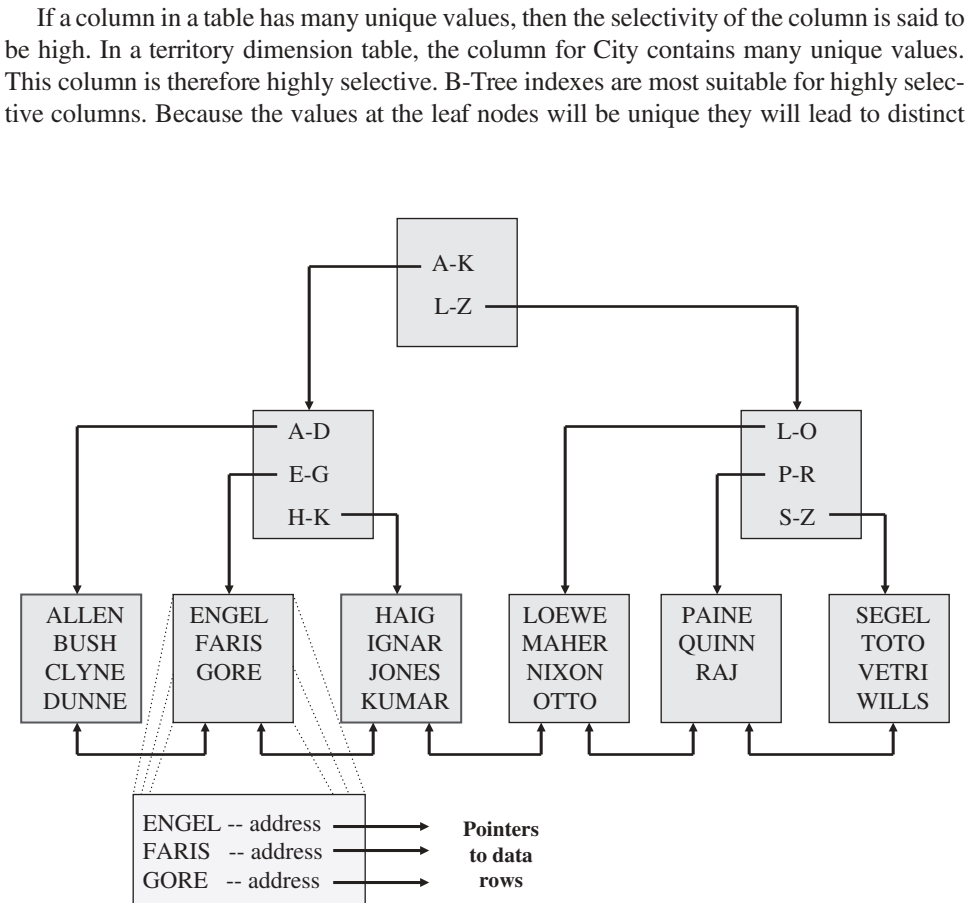 If a column in a table has many unique values, then the selectivity of the column is said to
be high. In a territory dimension table, the column for City contains many unique values.
This column is therefore highly selective. B-Tree indexes are most suitable for highly selec-
tive columns. Because the values at the leaf nodes will be unique they will lead to distinct
A-K
L-Z
A-D
E-G
H-K
L-O
P-R
S-Z
ALLEN
BUSH
CLYNE
DUNNE
ENGEL
FARIS
GORE
HAIG
IGNAR
JONES
KUMAR
LOEWE
MAHER
NIXON
OTTO
PAINE
QUINN
RAJ
SEGEL
TOTO
VETRI
WILLS
ENGEL -- address
FARIS -- address
GORE -- address
Pointers
to data
rows